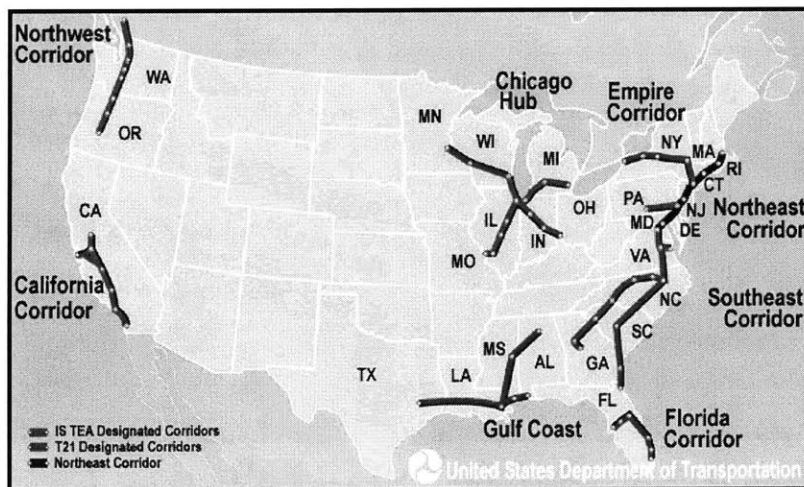 Northwest
Corridor
WA
OR
MN
WI
Chicago
Hub
MI
Empire
Corridor
NY
MA
RI
CT
PA
NJ
OH
MD
DE
Northeast
Corridor
IL
IN
MO
VA
CA
California
Corridor
NC
Southeast
Corridor
SC
MS
AL
GA
TX
LA
Gulf Coast
FL
Florida
Corridor
IS TEA Designated Corridors
T21 Designated Corridors
Northeast Corridor
United States Department of Transportation